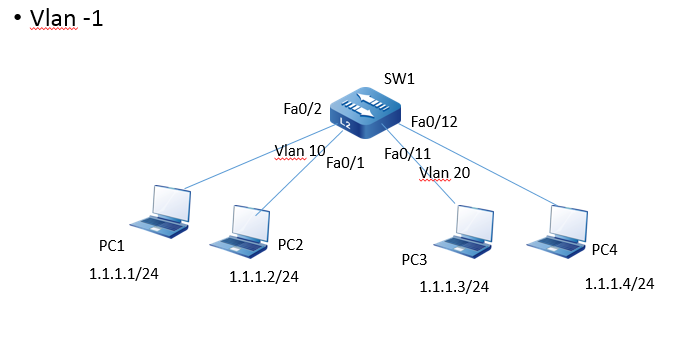 • Vlan -1
SW1
Fa0/2
Fa0/12
Vlan 10
Fa0/1
Fa0/11
Vlan 20
L2
PC1
PC2
PC3
PC4
1.1.1.1/24
1.1.1.2/24
1.1.1.3/24
1.1.1.4/24